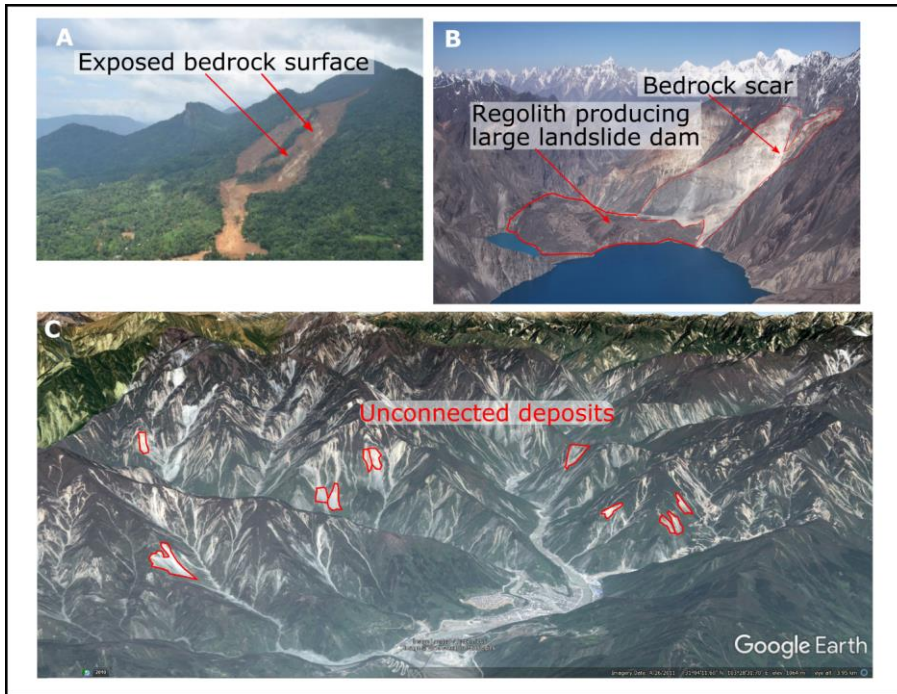 A
Exposed bedrock surface
B
Bedrock scar
Regolith producing
large landslide dam
C
Unconnected deposits
Google Earth